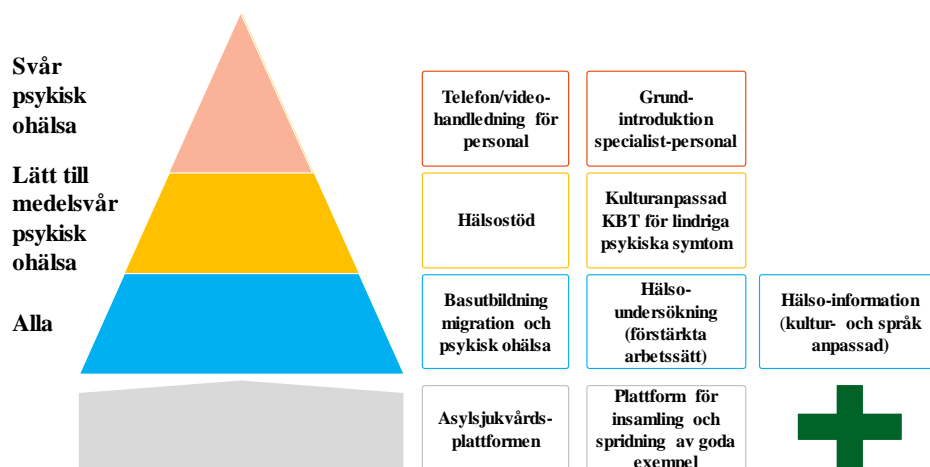 Svår
psykisk
ohälsa
Telefon/video-
handledning för
personal
Grund-
introduktion
specialist-personal
Lätt till
medelsvår
psykisk
ohälsa
Hälsostöd
Kulturanpassad
KBT för lindriga
psykiska symtom
Alla
Basutbildning
migration och
psykisk ohälsa
Hälso-
undersökning
(förstärkta
arbetssätt)
Hälso-information
(kultur- och språk
anpassad)
Asylsjukvårds-
plattformen
Plattform för
insamling och
spridning av goda
exempel